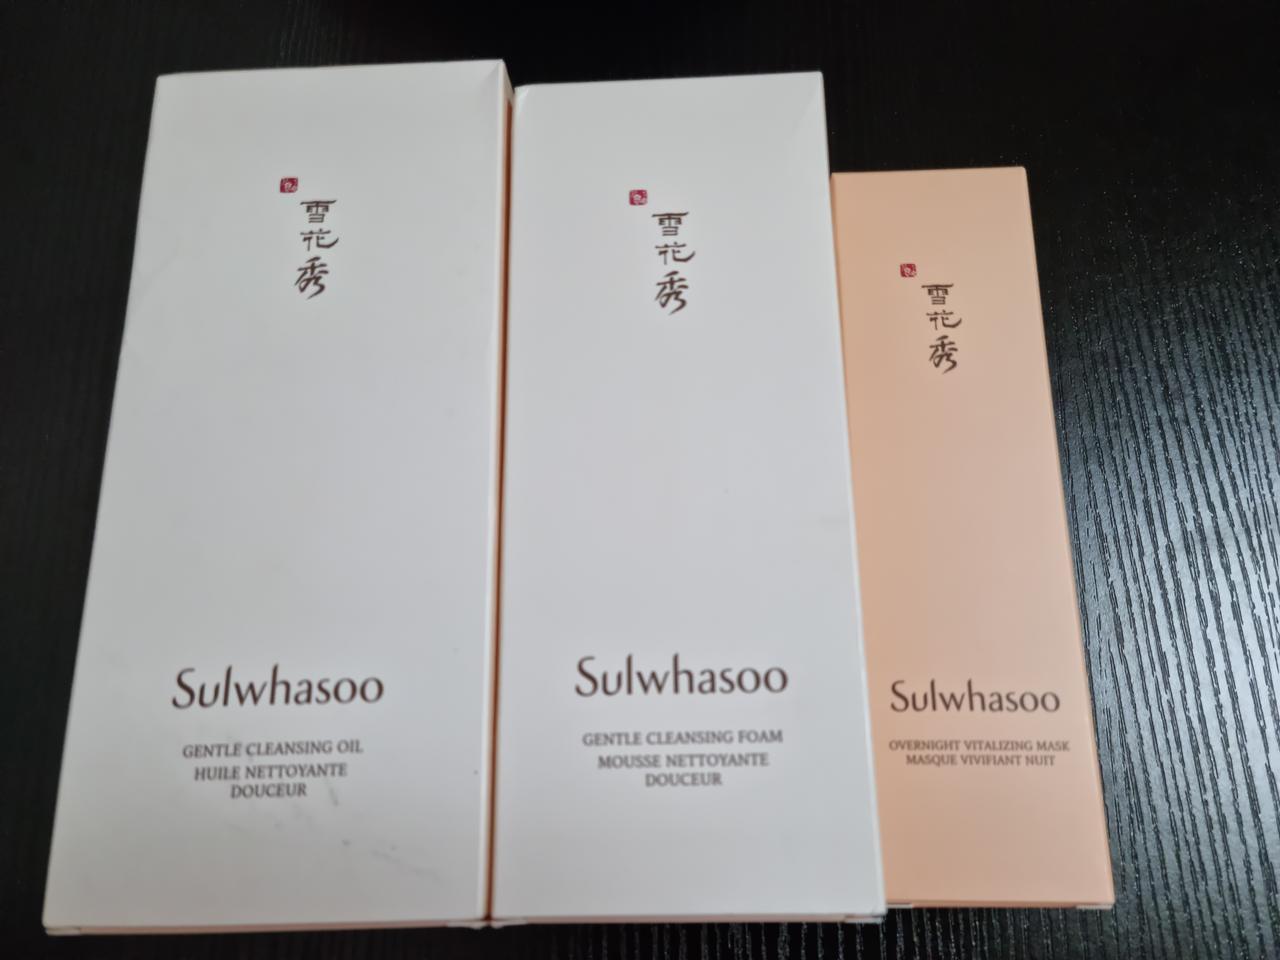 雪花秀
Sulwhasoo
GENTLE CLEANSING OIL
HUILE NETTOYANTE
DOUCEUR
雪花秀
Sulwhasoo
GENTLE CLEANSING FOAM
MOUSSE NETTOYANTE
DOUCEUR
雪花秀
Sulwhasoo
OVERNIGHT VITALIZING MASK
MASQUE VIVIFIANT NUIT